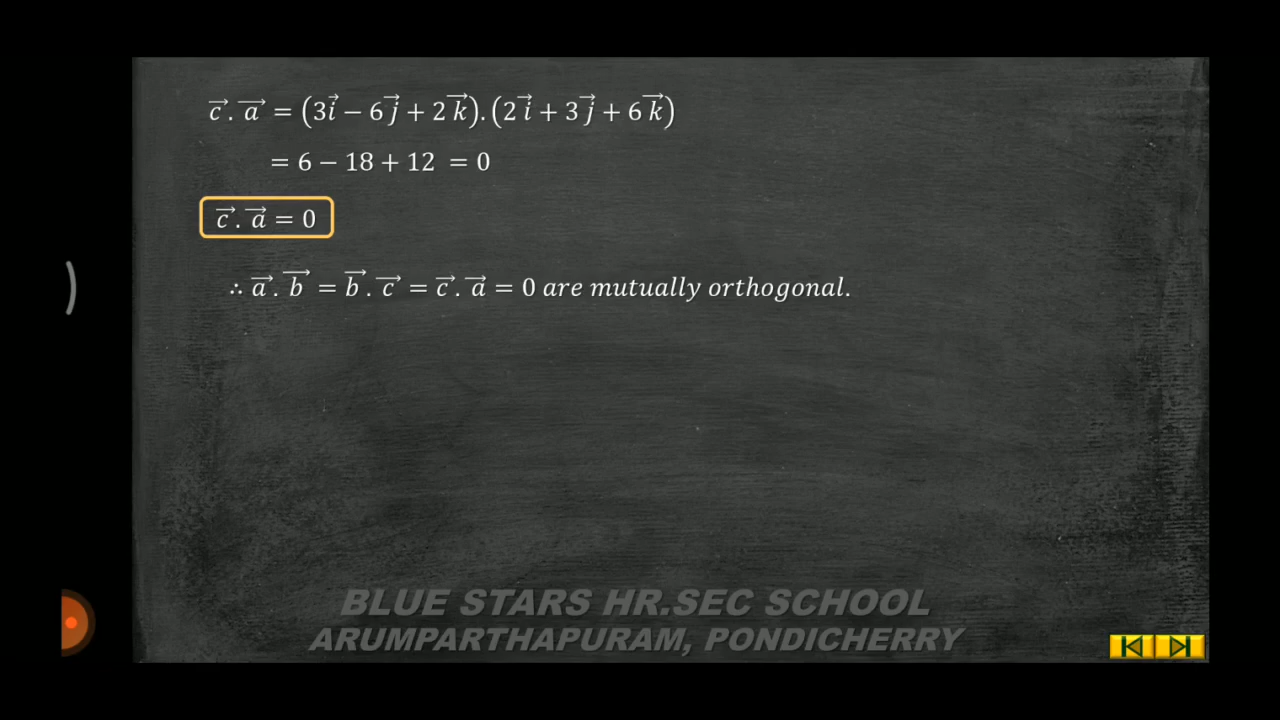 c⃗ . a⃗ = (3i⃗ − 6j⃗ + 2k⃗).(2i⃗ + 3j⃗ + 6k⃗)
= 6 − 18 + 12 = 0
c⃗ . a⃗ = 0
∴ a⃗ . b⃗ = b⃗ . c⃗ = c⃗ . a⃗ = 0 are mutually orthogonal.
BLUE STARS HR.SEC SCHOOL
ARUMPARTHAPURAM, PONDICHERRY